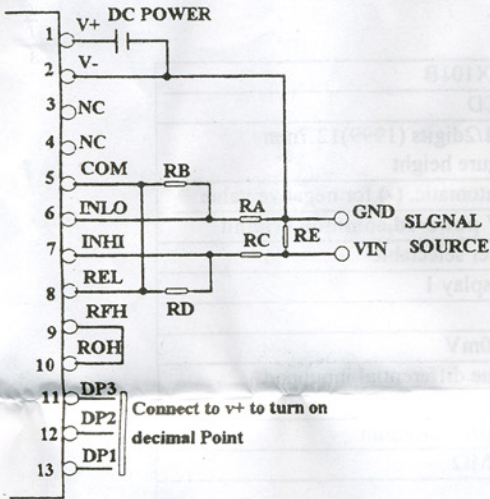 DC POWER
1 V+
2 V-
3 NC
4 NC
5 COM RB
6 INLO RA GND SLGNAL
RE
7 INHI RC VIN SOURCE
8 REL RD
9 RFH
10 ROH
11 DP3 Connect to v+ to turn on
12 DP2 decimal Point
13 DP1